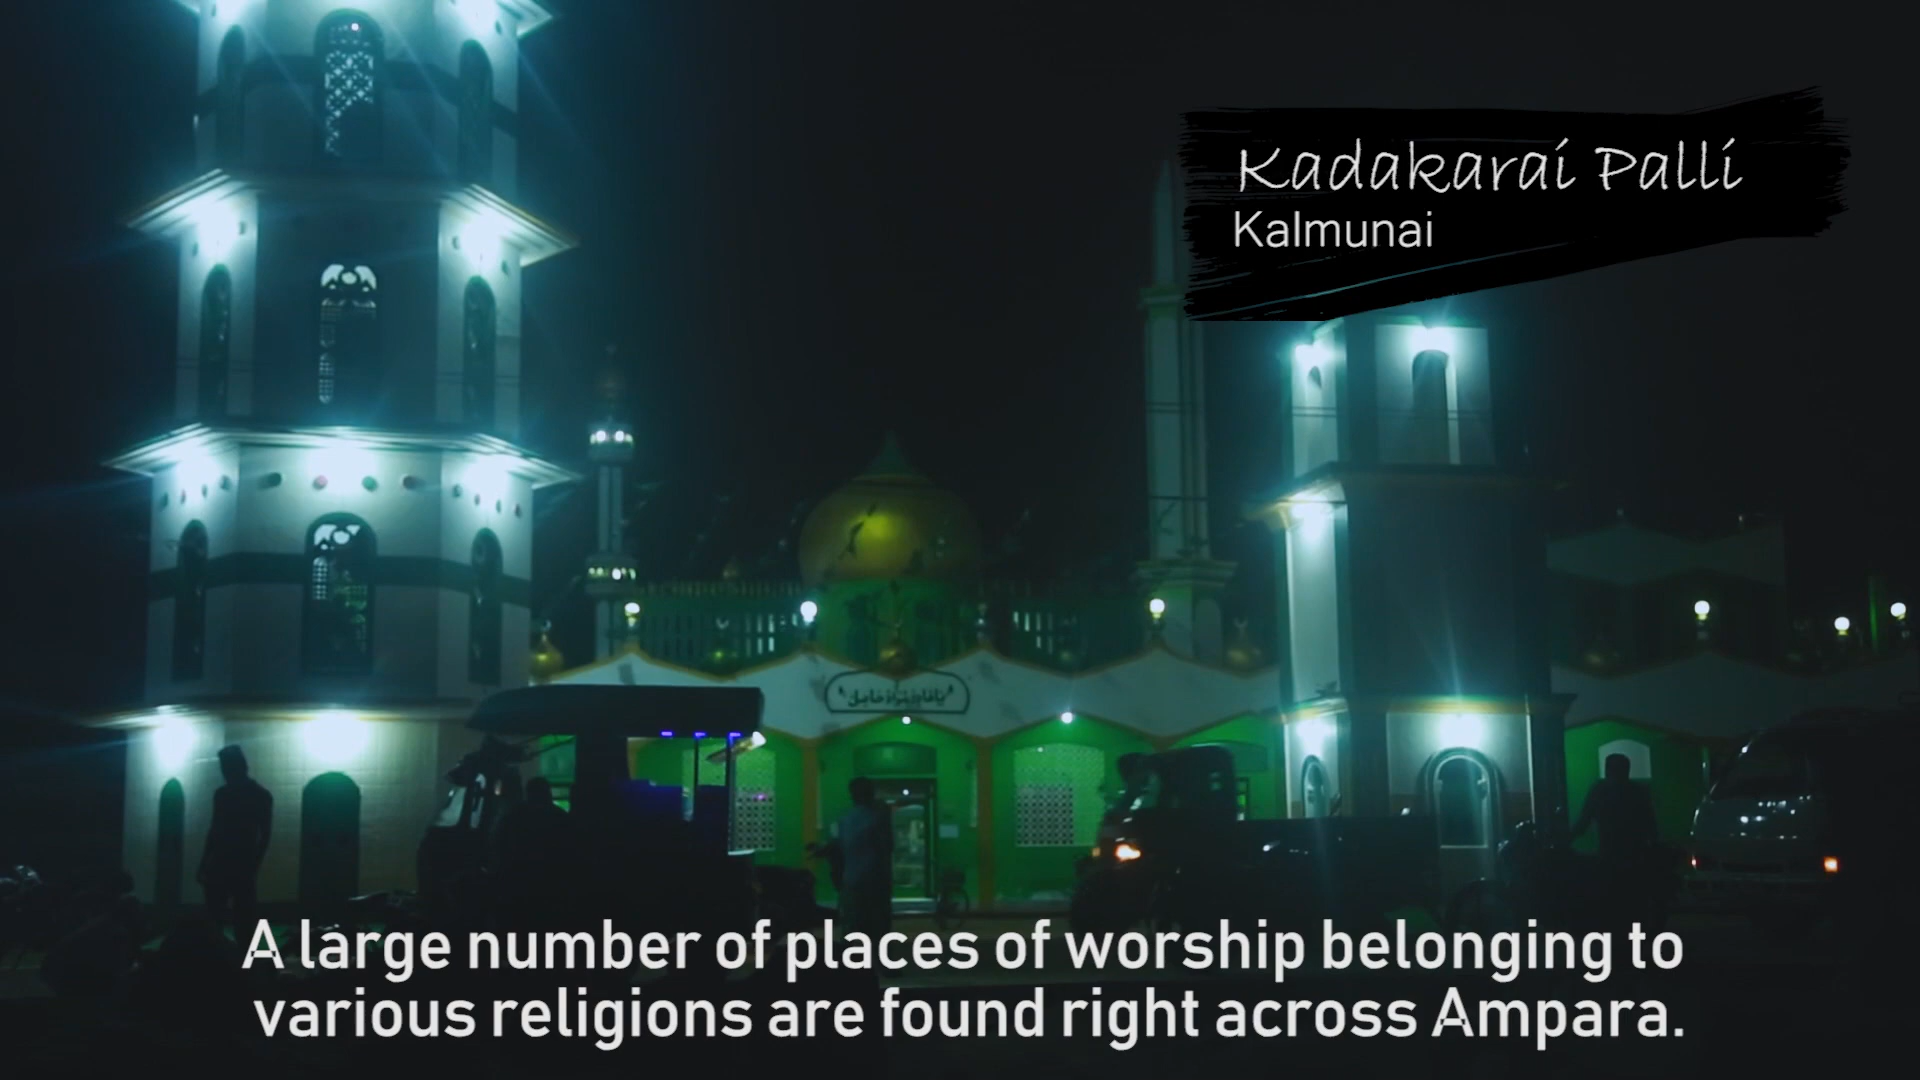 Kadakarai Palli
Kalmunai
A large number of places of worship belonging to
various religions are found right across Ampara.